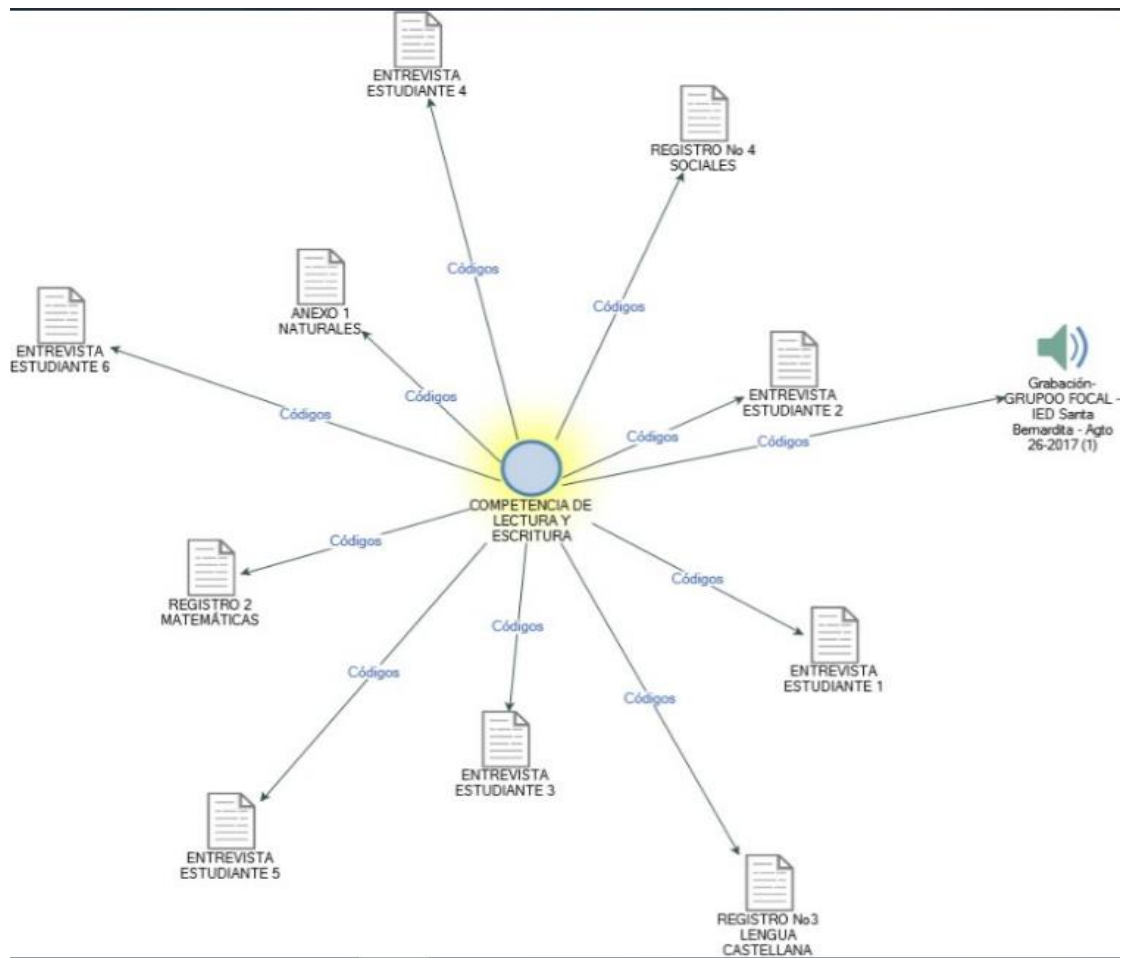 ENTREVISTA
ESTUDIANTE 4
REGISTRO No 4
SOCIALES
Códigos
Códigos
ANEXO 1
NATURALES
ENTREVISTA
ESTUDIANTE 6
ENTREVISTA
ESTUDIANTE 2
Grabación-
GRUPOO FOCAL -
IED Santa
Bernardita - Agto
26-2017 (1)
Códigos
Códigos
Códigos
Códigos
COMPETENCIA DE
LECTURA Y
ESCRITURA
Códigos
REGISTRO 2
MATEMÁTICAS
Códigos
Códigos
Códigos
Códigos
ENTREVISTA
ESTUDIANTE 1
ENTREVISTA
ESTUDIANTE 3
ENTREVISTA
ESTUDIANTE 5
REGISTRO No3
LENGUA
CASTELLANA